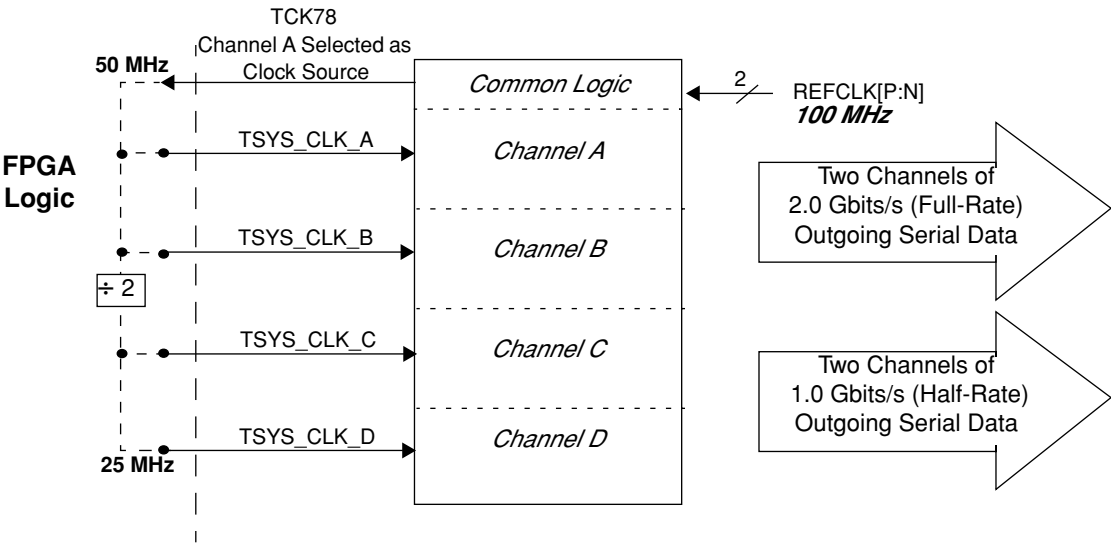 TCK78
Channel A Selected as
Clock Source
50 MHz
Common Logic
2
REFCLK[P:N]
100 MHz
TSYS_CLK_A
Channel A
FPGA
Logic
Two Channels of
2.0 Gbits/s (Full-Rate)
Outgoing Serial Data
TSYS_CLK_B
Channel B
÷ 2
TSYS_CLK_C
Channel C
Two Channels of
1.0 Gbits/s (Half-Rate)
Outgoing Serial Data
TSYS_CLK_D
Channel D
25 MHz